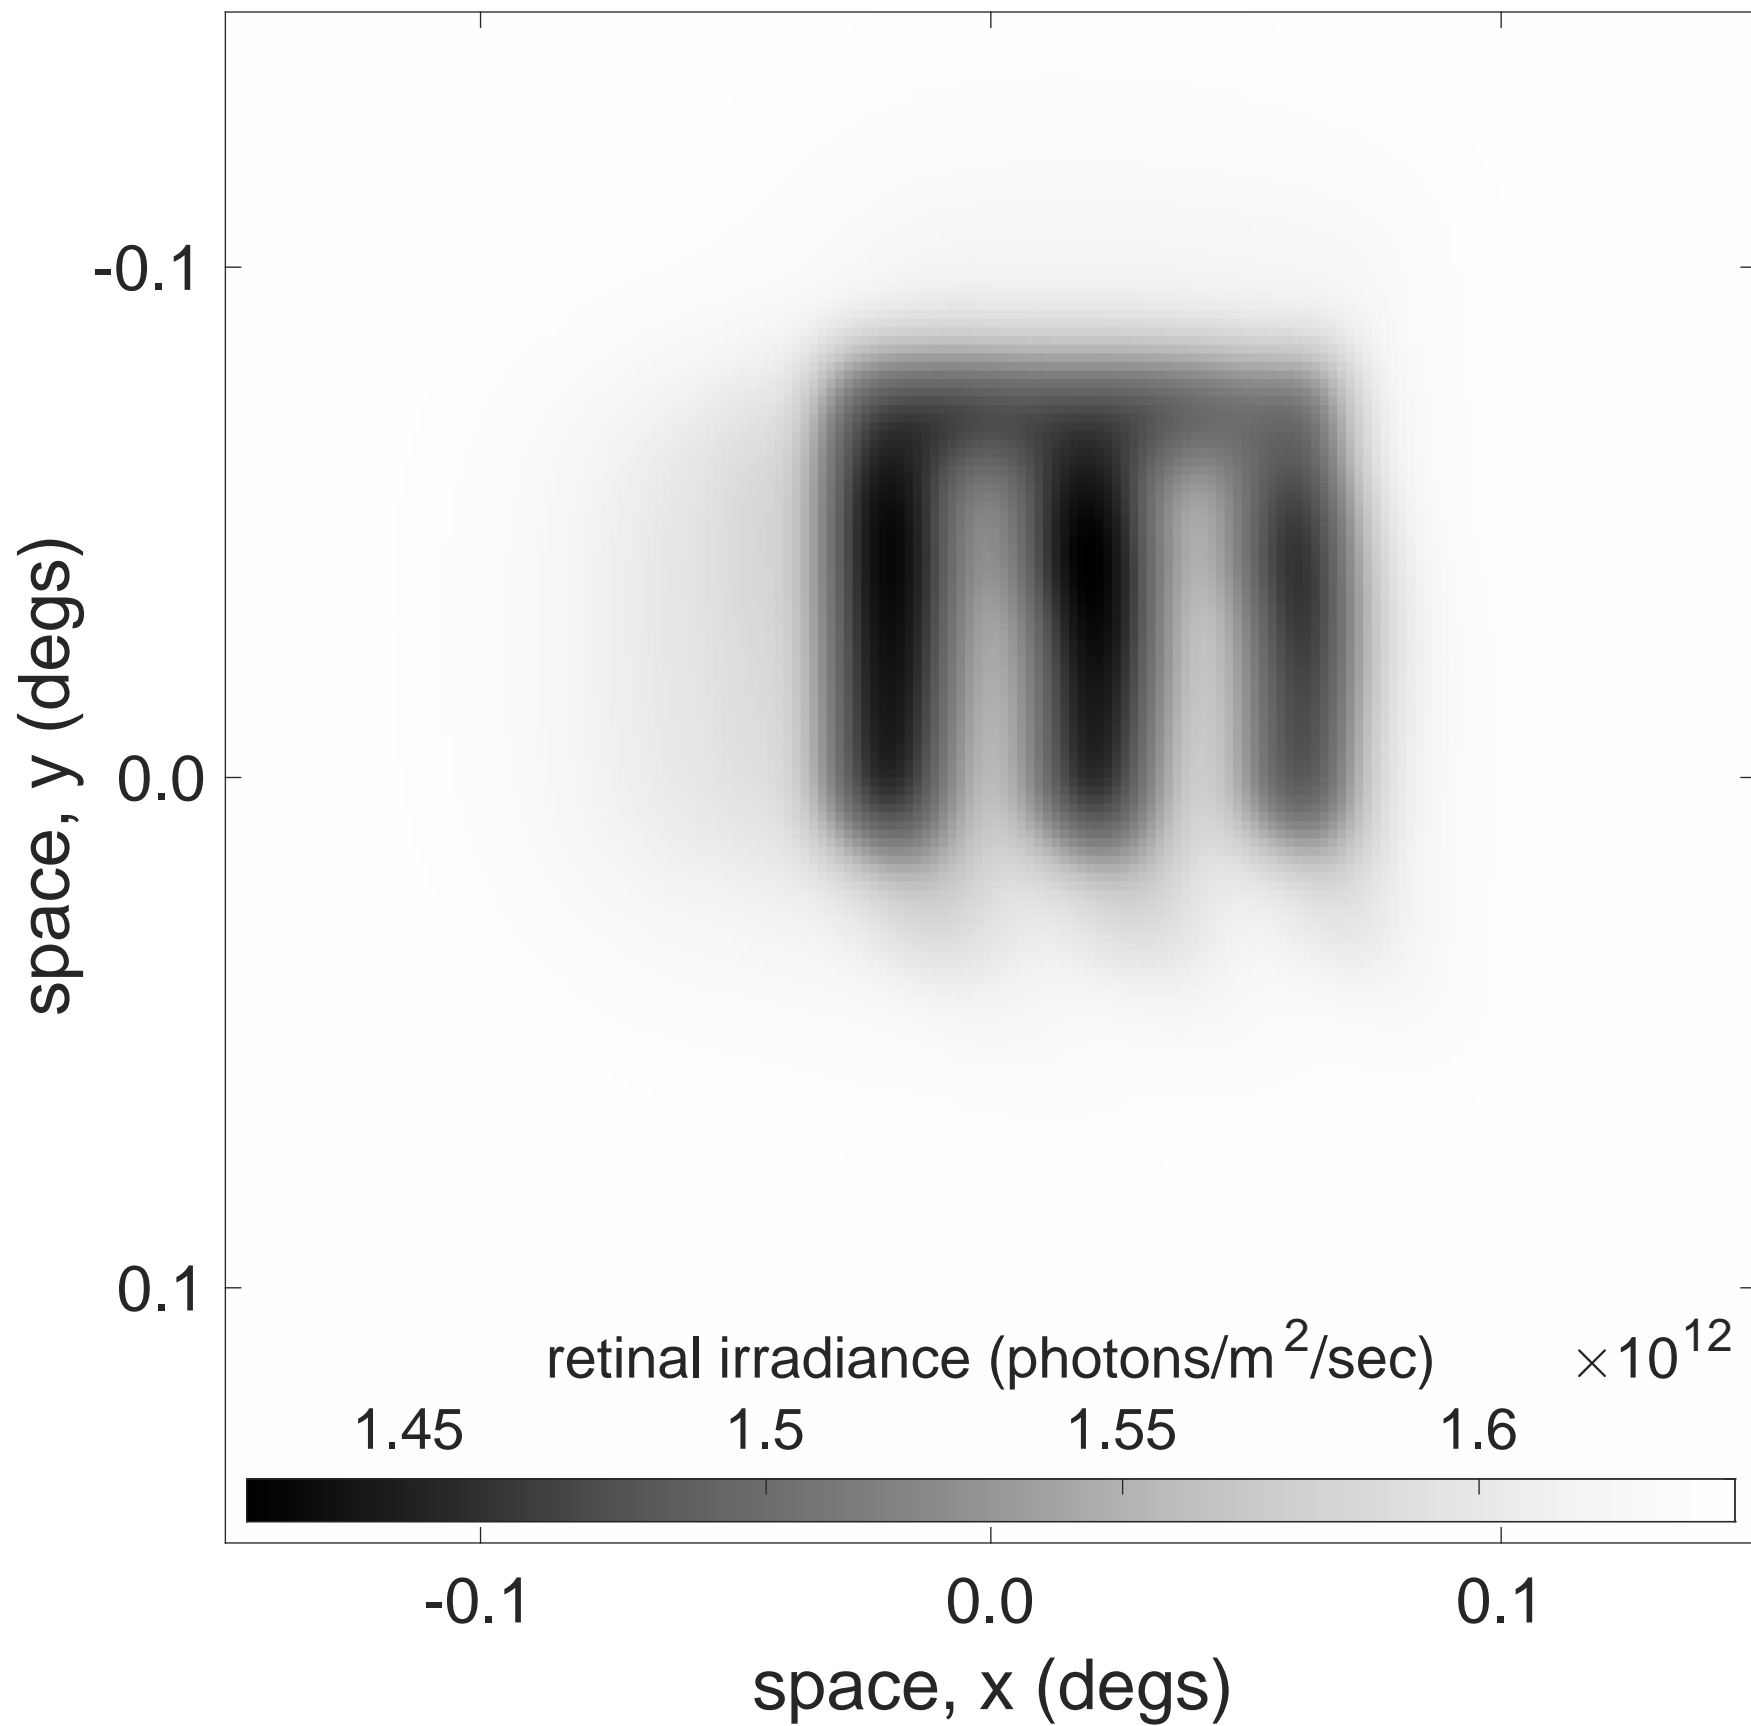 -0.1
space, y (degs)
0.0
0.1
retinal irradiance (photons/m²/sec) ×10¹²
1.45 1.5 1.55 1.6
-0.1 0.0 0.1
space, x (degs)